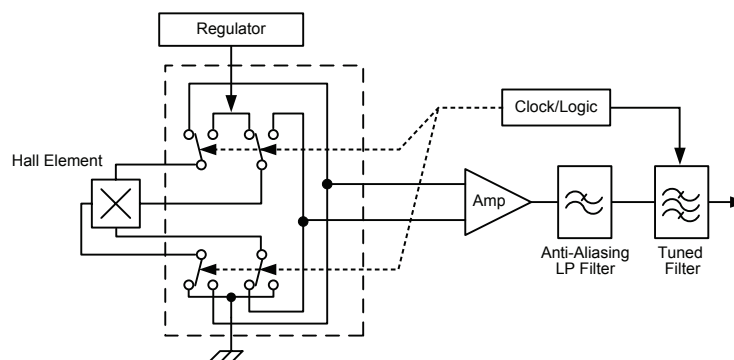 Regulator
Clock/Logic
Hall Element
Amp
Anti-Aliasing
LP Filter
Tuned
Filter